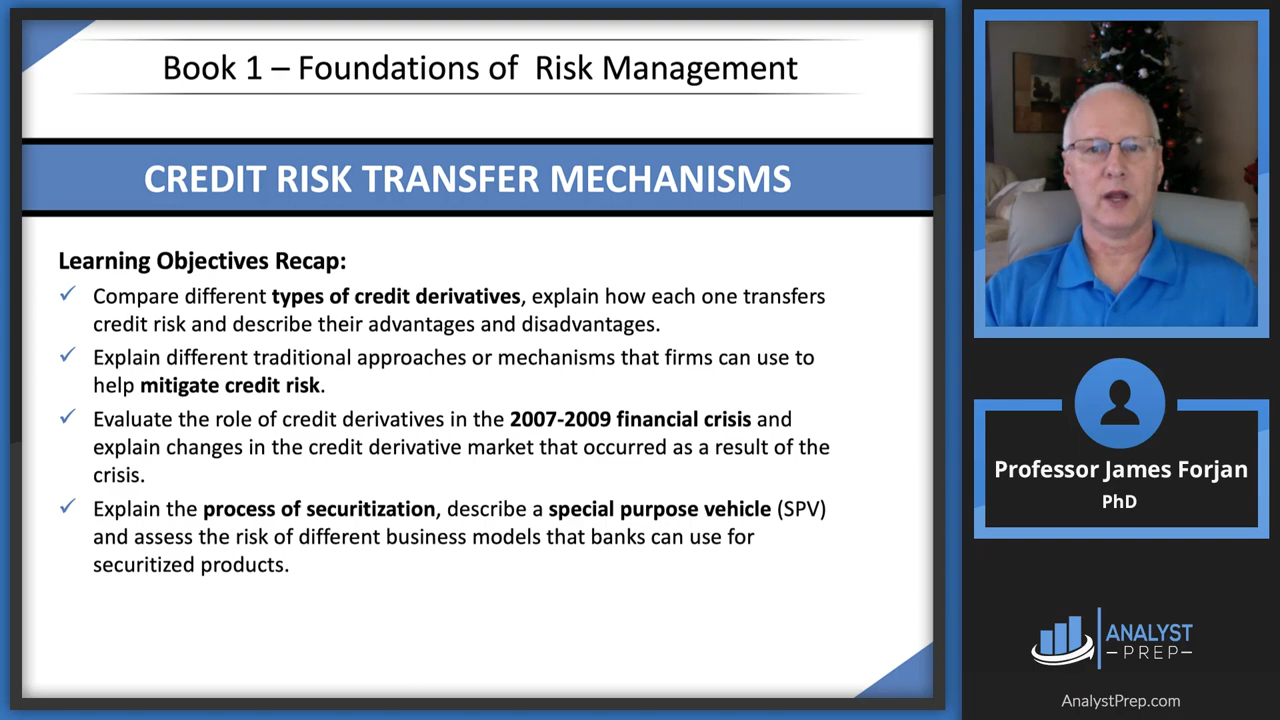 Book 1 – Foundations of Risk Management
CREDIT RISK TRANSFER MECHANISMS
Learning Objectives Recap:
✓ Compare different types of credit derivatives, explain how each one transfers
credit risk and describe their advantages and disadvantages.
✓ Explain different traditional approaches or mechanisms that firms can use to
help mitigate credit risk.
✓ Evaluate the role of credit derivatives in the 2007-2009 financial crisis and
explain changes in the credit derivative market that occurred as a result of the
crisis.
✓ Explain the process of securitization, describe a special purpose vehicle (SPV)
and assess the risk of different business models that banks can use for
securitized products.
Professor James Forjan
PhD
ANALYST
–PREP–
AnalystPrep.com